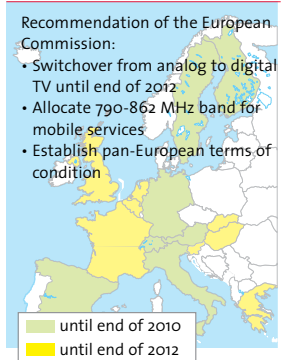 Recommendation of the European
Commission:
• Switchover from analog to digital
TV until end of 2012
• Allocate 790-862 MHz band for
mobile services
• Establish pan-European terms of
condition
until end of 2010
until end of 2012